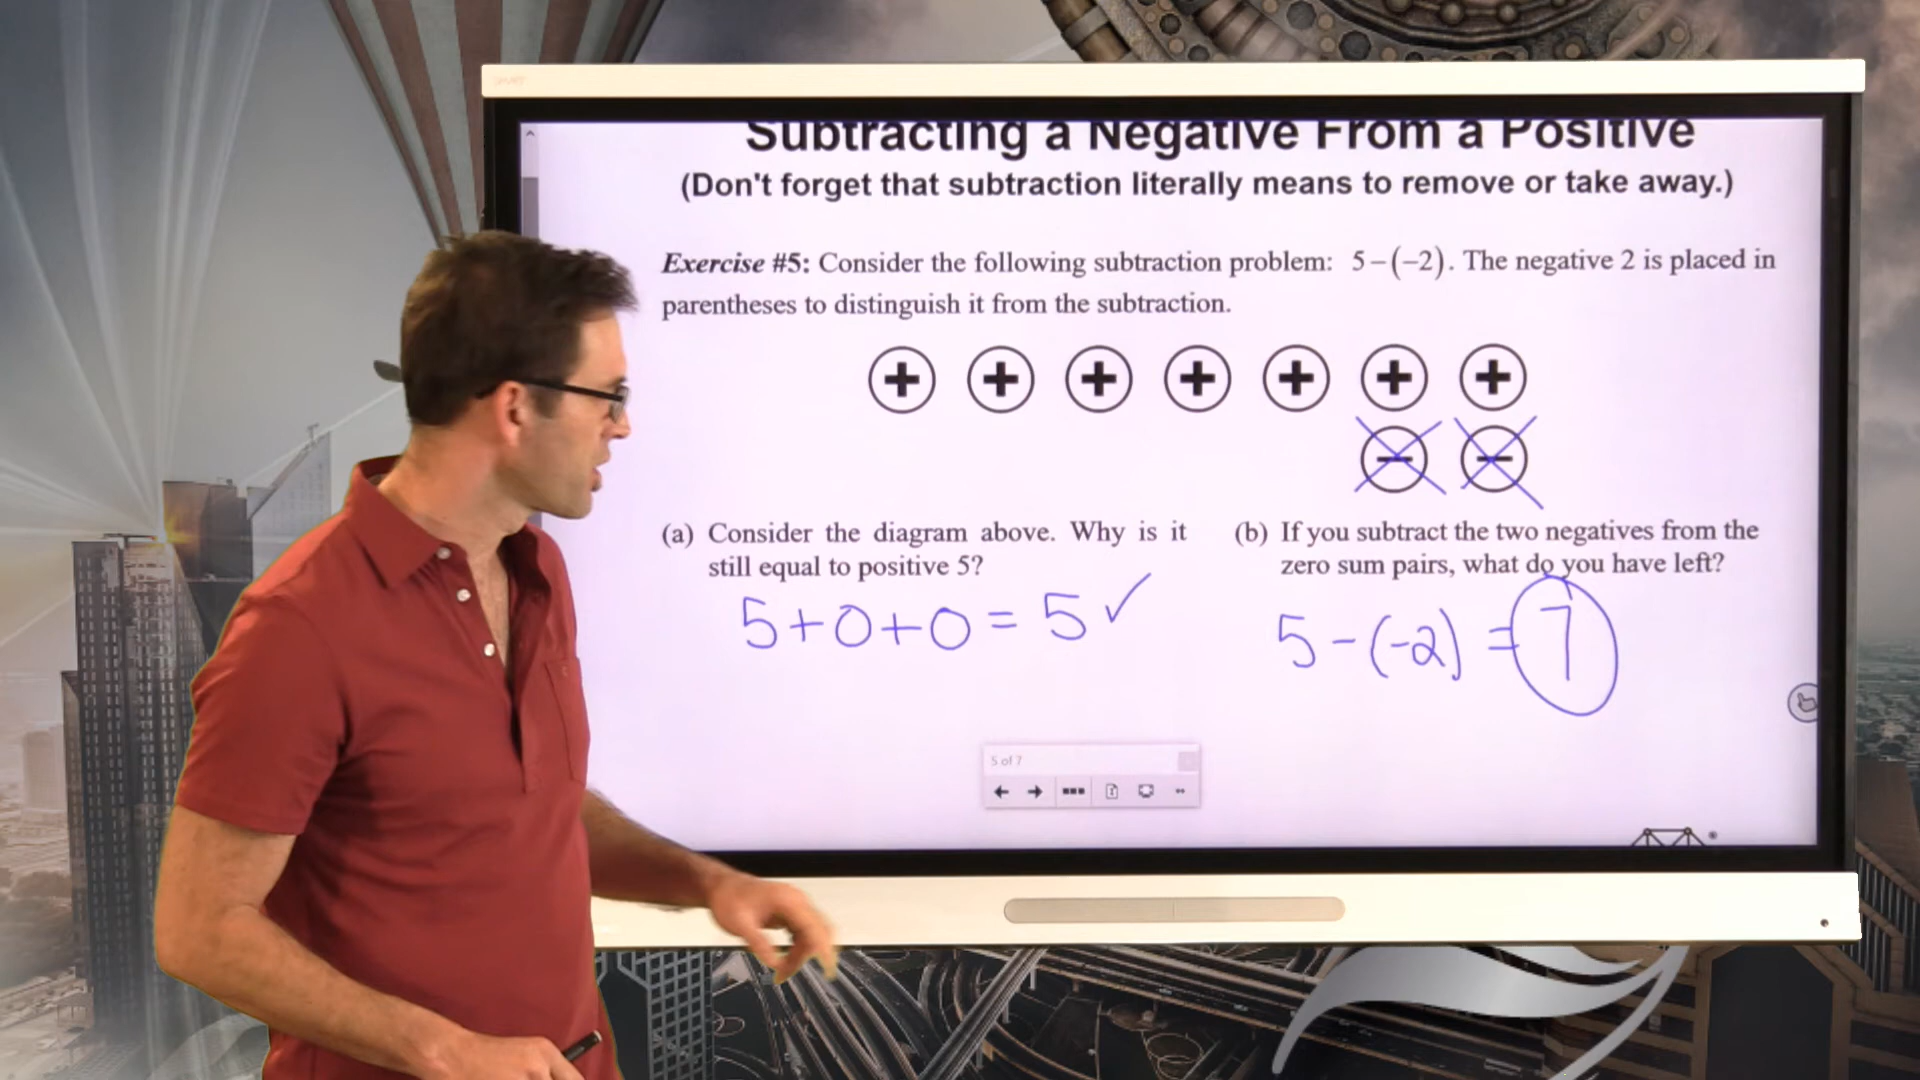 SMART
Subtracting a Negative From a Positive
(Don't forget that subtraction literally means to remove or take away.)
Exercise #5: Consider the following subtraction problem: 5−(−2). The negative 2 is placed in
parentheses to distinguish it from the subtraction.
+ + + + + + +
− −
(a) Consider the diagram above. Why is it
still equal to positive 5?
5+0+0=5✓
(b) If you subtract the two negatives from the
zero sum pairs, what do you have left?
5-(-2)=7
5 of 7
®